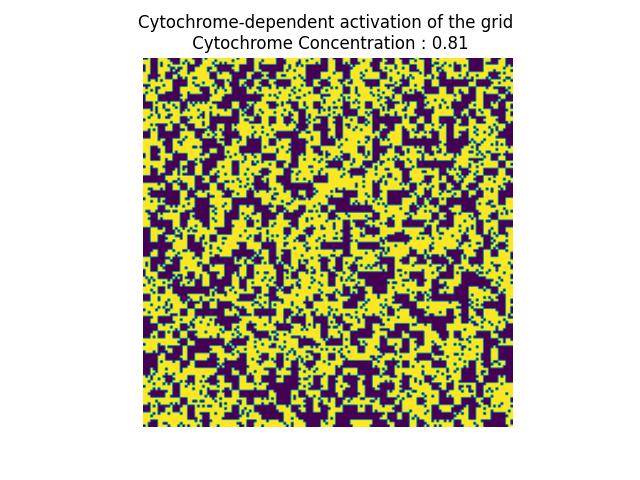 Cytochrome-dependent activation of the grid
Cytochrome Concentration : 0.81